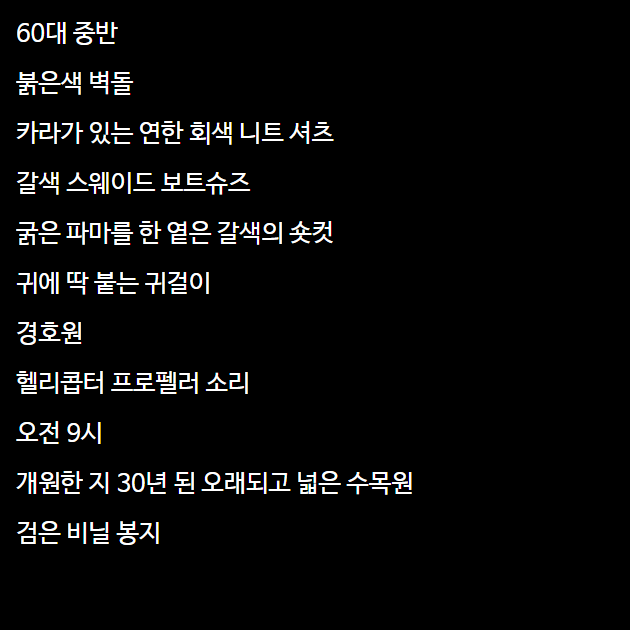 60대 중반
붉은색 벽돌
카라가 있는 연한 회색 니트 셔츠
갈색 스웨이드 보트슈즈
굵은 파마를 한 옅은 갈색의 숏컷
귀에 딱 붙는 귀걸이
경호원
헬리콥터 프로펠러 소리
오전 9시
개원한 지 30년 된 오래되고 넓은 수목원
검은 비닐 봉지